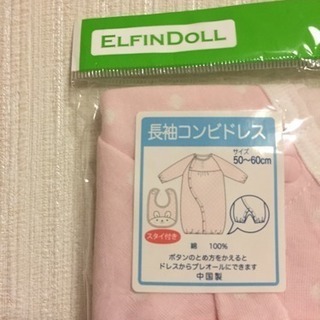 ELFINDOLL
長袖コンビドレス
サイズ
50〜60cm
スタイ付き
綿 100%
ボタンのとめ方をかえると
ドレスからプレオールにできます
中国製